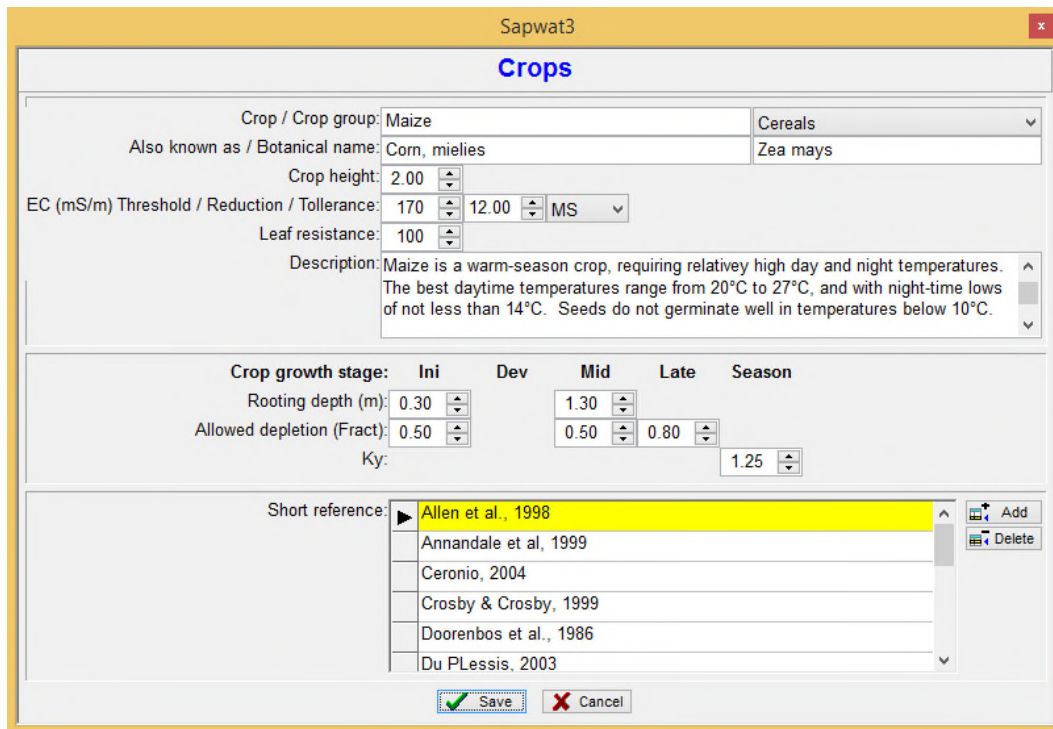 Sapwat3
x
Crops
Crop / Crop group: Maize Cereals
Also known as / Botanical name: Corn, mielies Zea mays
Crop height: 2.00
EC (mS/m) Threshold / Reduction / Tollerance: 170 12.00 MS
Leaf resistance: 100
Description: Maize is a warm-season crop, requiring relativey high day and night temperatures.
The best daytime temperatures range from 20°C to 27°C, and with night-time lows
of not less than 14°C. Seeds do not germinate well in temperatures below 10°C.
Crop growth stage: Ini Dev Mid Late Season
Rooting depth (m): 0.30 1.30
Allowed depletion (Fract): 0.50 0.50 0.80
Ky: 1.25
Short reference: Allen et al., 1998 Add
Annandale et al, 1999 Delete
Ceronio, 2004
Crosby & Crosby, 1999
Doorenbos et al., 1986
Du PLessis, 2003
Save Cancel